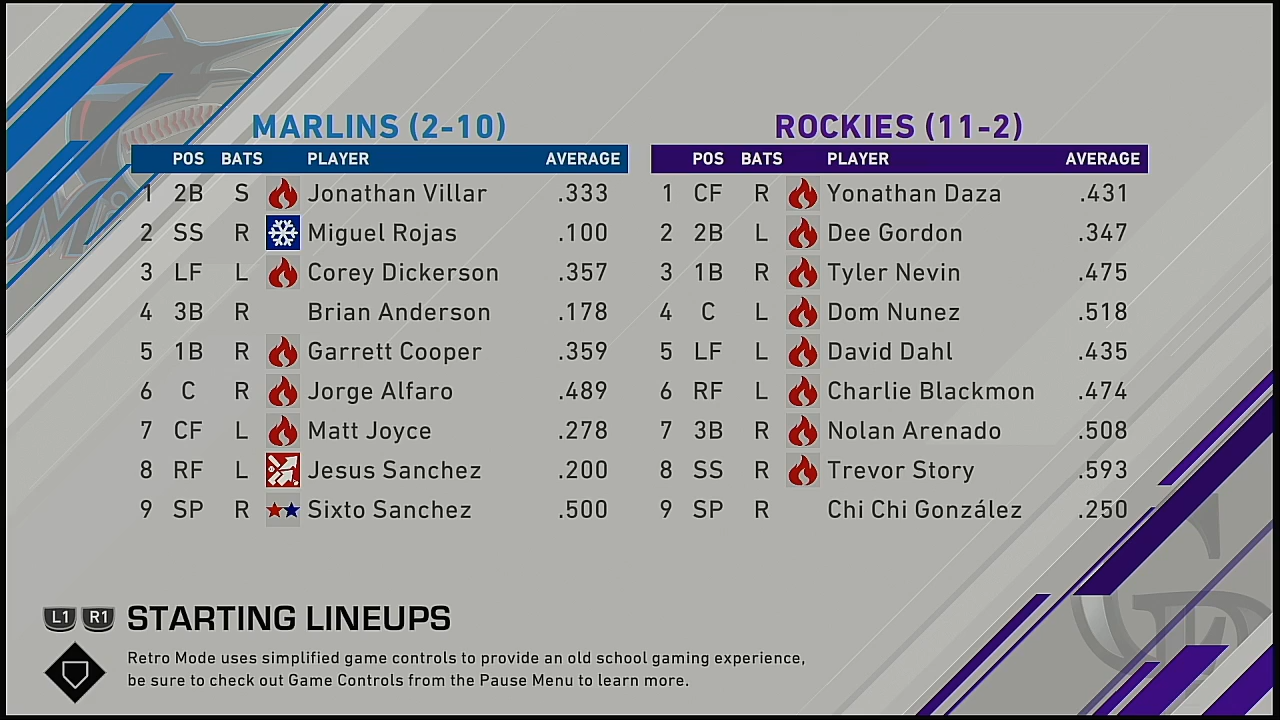 MARLINS (2-10)
POS BATS PLAYER AVERAGE
1 2B S Jonathan Villar .333
2 SS R Miguel Rojas .100
3 LF L Corey Dickerson .357
4 3B R Brian Anderson .178
5 1B R Garrett Cooper .359
6 C R Jorge Alfaro .489
7 CF L Matt Joyce .278
8 RF L Jesus Sanchez .200
9 SP R Sixto Sanchez .500
ROCKIES (11-2)
POS BATS PLAYER AVERAGE
1 CF R Yonathan Daza .431
2 2B L Dee Gordon .347
3 1B R Tyler Nevin .475
4 C L Dom Nunez .518
5 LF L David Dahl .435
6 RF L Charlie Blackmon .474
7 3B R Nolan Arenado .508
8 SS R Trevor Story .593
9 SP R Chi Chi González .250
L1 R1 STARTING LINEUPS
Retro Mode uses simplified game controls to provide an old school gaming experience,
be sure to check out Game Controls from the Pause Menu to learn more.